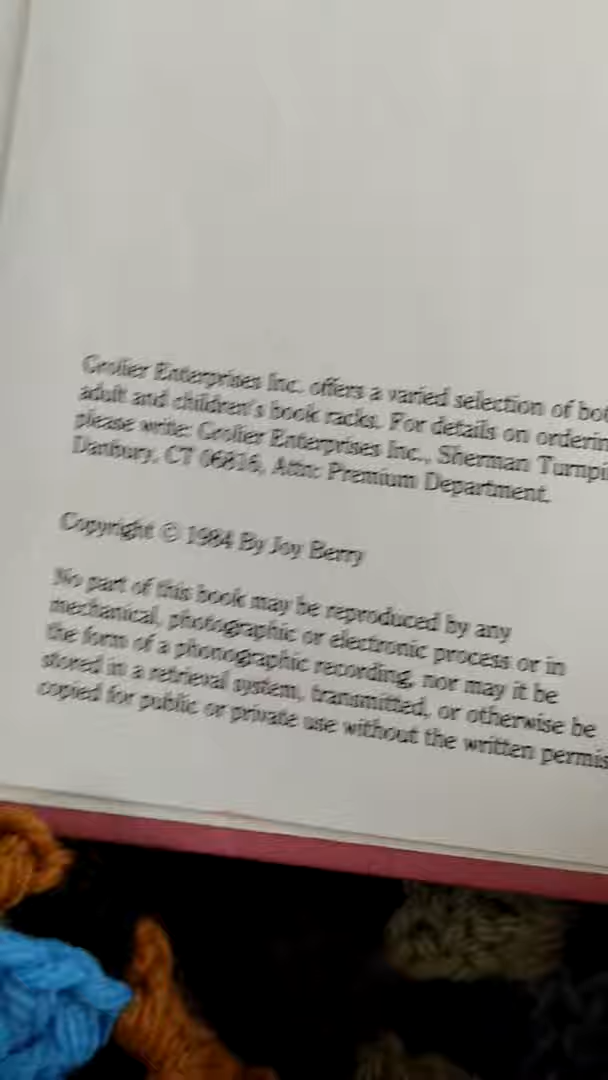 Grolier Enterprises Inc. offers a varied selection of bot
adult and children's book racks. For details on orderin
please write: Grolier Enterprises Inc., Sherman Turnpi
Danbury, CT 06816, Attn: Premium Department.
Copyright © 1984 By Joy Berry
No part of this book may be reproduced by any
mechanical, photographic or electronic process or in
the form of a phonographic recording, nor may it be
stored in a retrieval system, transmitted, or otherwise be
copied for public or private use without the written permis